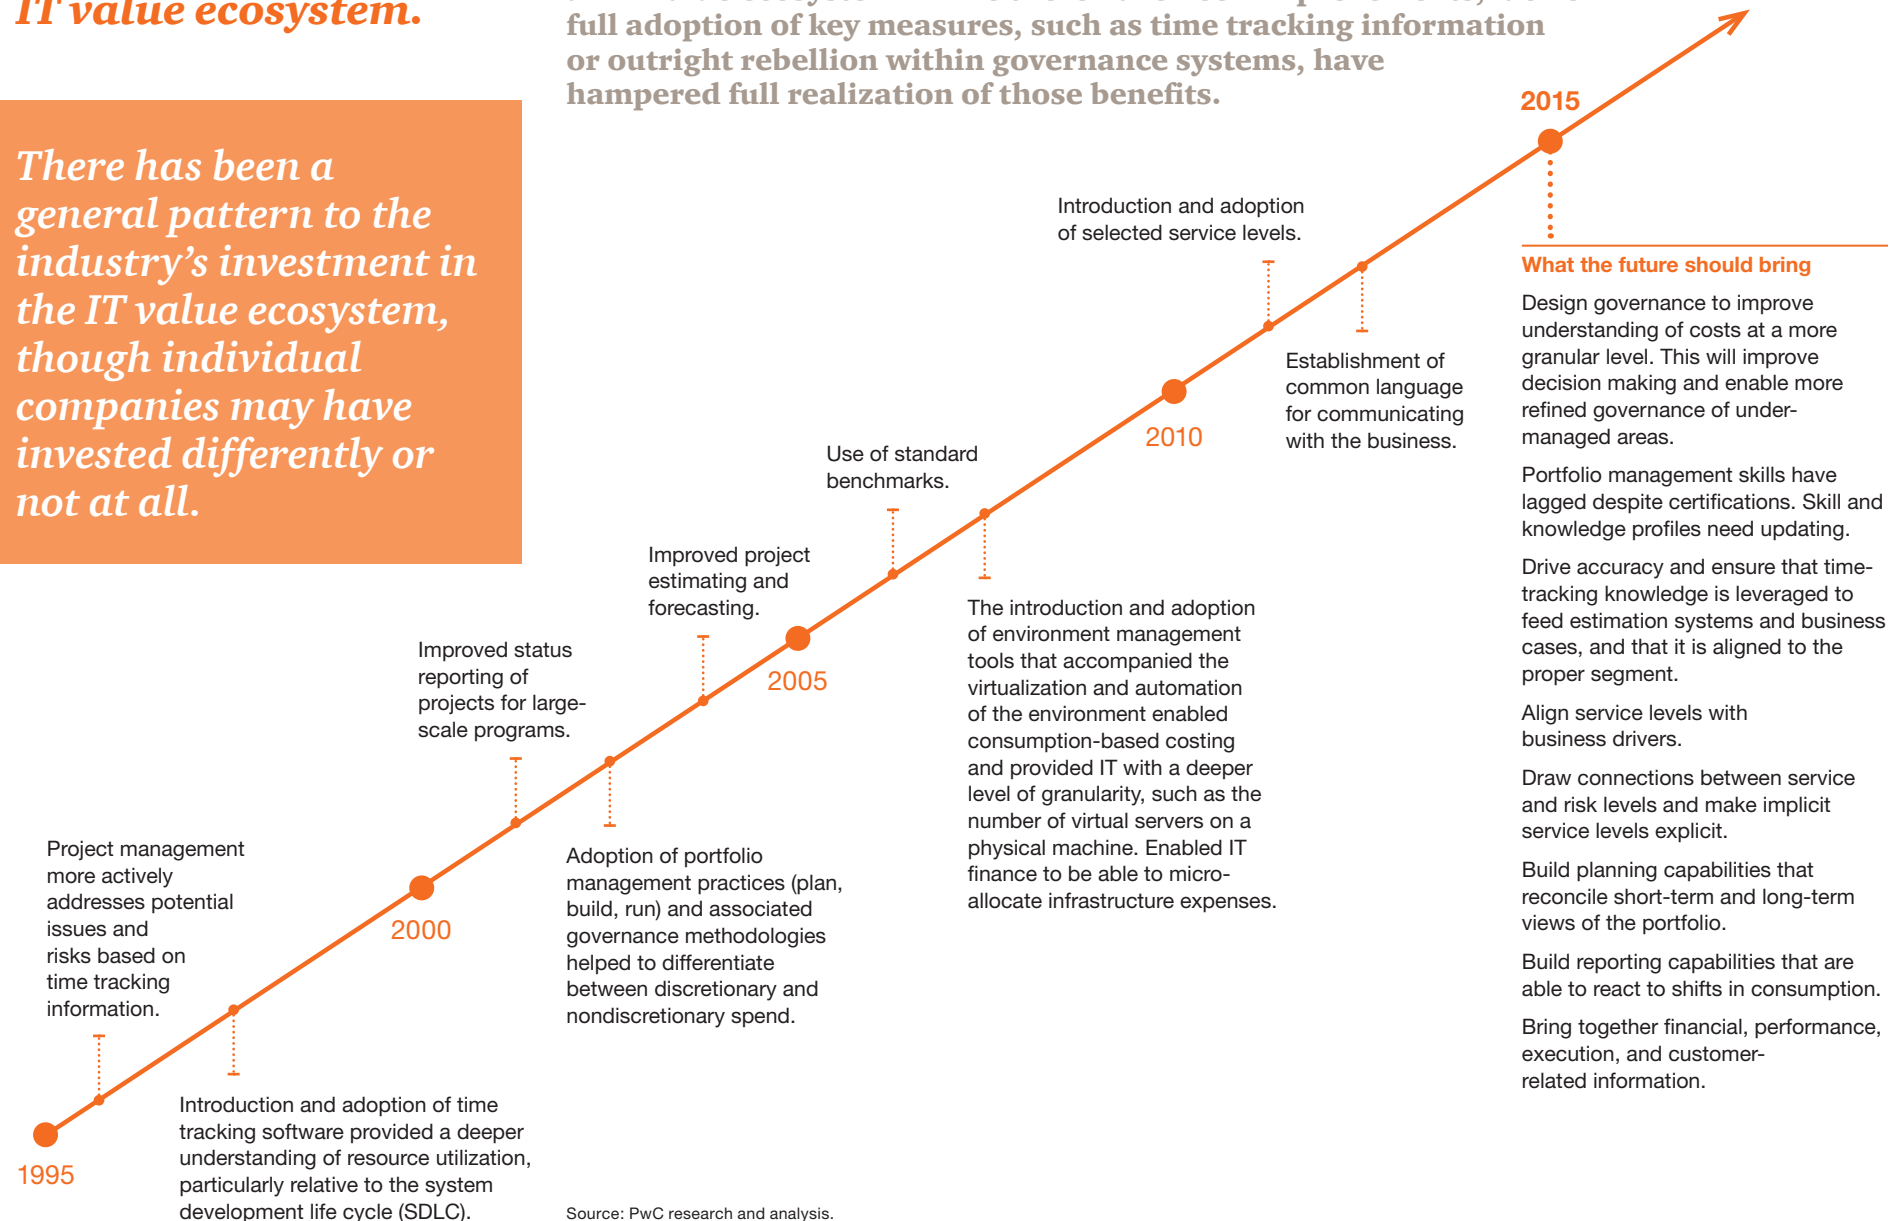 IT value ecosystem.
full adoption of key measures, such as time tracking information
or outright rebellion within governance systems, have
hampered full realization of those benefits.
There has been a
general pattern to the
industry’s investment in
the IT value ecosystem,
though individual
companies may have
invested differently or
not at all.
2015
Introduction and adoption
of selected service levels.
What the future should bring
Design governance to improve
understanding of costs at a more
granular level. This will improve
decision making and enable more
refined governance of under-
managed areas.
Portfolio management skills have
lagged despite certifications. Skill and
knowledge profiles need updating.
Drive accuracy and ensure that time-
tracking knowledge is leveraged to
feed estimation systems and business
cases, and that it is aligned to the
proper segment.
Align service levels with
business drivers.
Draw connections between service
and risk levels and make implicit
service levels explicit.
Build planning capabilities that
reconcile short-term and long-term
views of the portfolio.
Build reporting capabilities that are
able to react to shifts in consumption.
Bring together financial, performance,
execution, and customer-
related information.
Establishment of
common language
for communicating
with the business.
2010
Use of standard
benchmarks.
Improved project
estimating and
forecasting.
The introduction and adoption
of environment management
tools that accompanied the
virtualization and automation
of the environment enabled
consumption-based costing
and provided IT with a deeper
level of granularity, such as the
number of virtual servers on a
physical machine. Enabled IT
finance to be able to micro-
allocate infrastructure expenses.
2005
Improved status
reporting of
projects for large-
scale programs.
Adoption of portfolio
management practices (plan,
build, run) and associated
governance methodologies
helped to differentiate
between discretionary and
nondiscretionary spend.
2000
Project management
more actively
addresses potential
issues and
risks based on
time tracking
information.
Introduction and adoption of time
tracking software provided a deeper
understanding of resource utilization,
particularly relative to the system
development life cycle (SDLC).
1995
Source: PwC research and analysis.